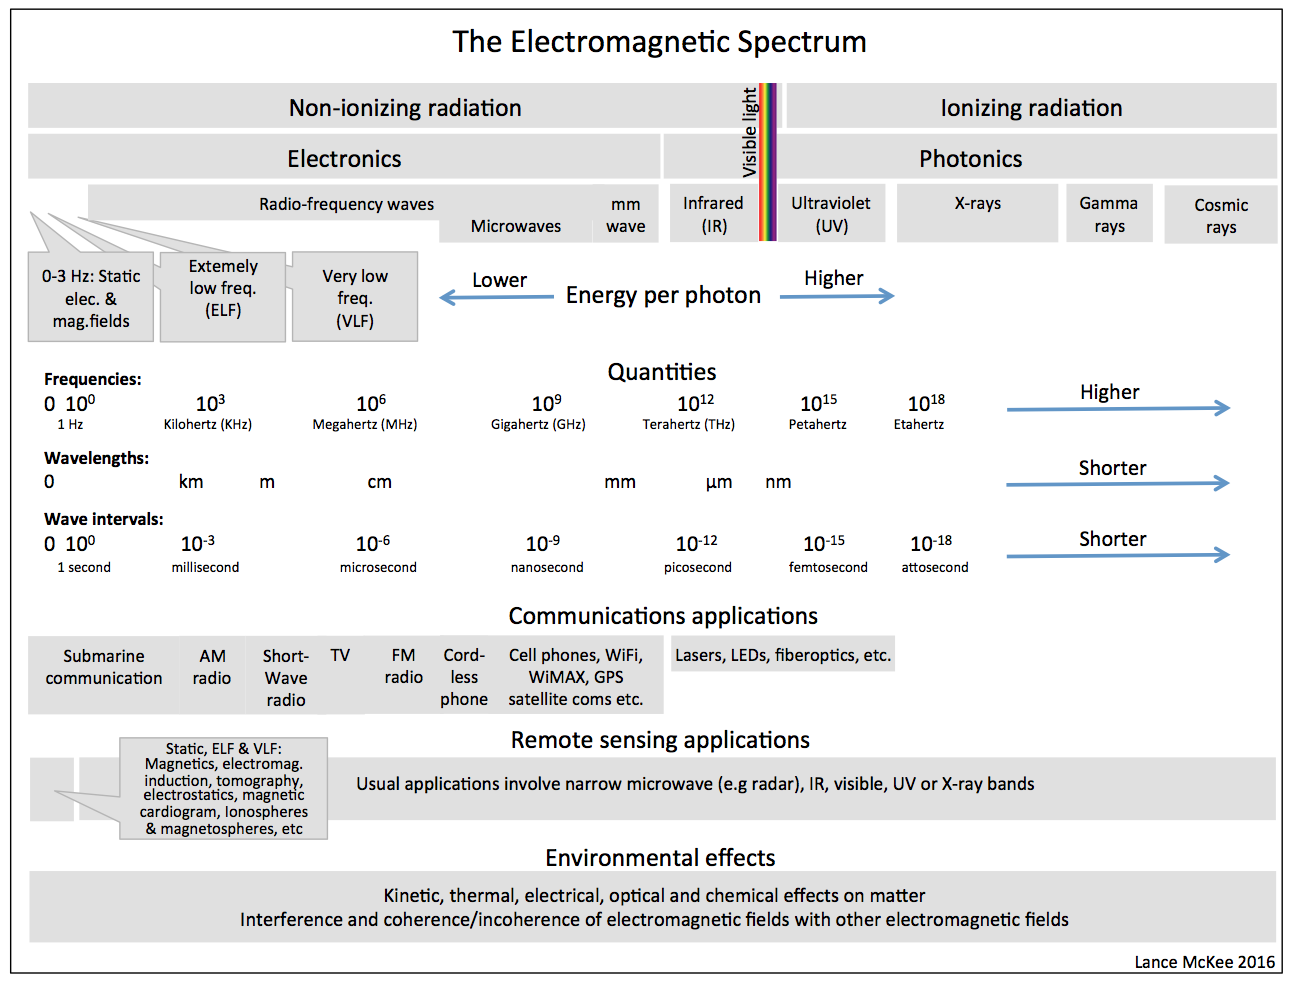 The Electromagnetic Spectrum
Non-ionizing radiation
Visible light
Ionizing radiation
Electronics
Photonics
Radio-frequency waves
Microwaves
mm
wave
Infrared
(IR)
Ultraviolet
(UV)
X-rays
Gamma
rays
Cosmic
rays
0-3 Hz: Static
elec. &
mag.fields
Extemely
low freq.
(ELF)
Very low
freq.
(VLF)
Lower
Energy per photon
Higher
Quantities
Frequencies:
0 10⁰ 10³ 10⁶ 10⁹ 10¹² 10¹⁵ 10¹⁸
1 Hz Kilohertz (KHz) Megahertz (MHz) Gigahertz (GHz) Terahertz (THz) Petahertz Etahertz
Higher
Wavelengths:
0 km m cm mm µm nm
Shorter
Wave intervals:
0 10⁰ 10⁻³ 10⁻⁶ 10⁻⁹ 10⁻¹² 10⁻¹⁵ 10⁻¹⁸
1 second millisecond microsecond nanosecond picosecond femtosecond attosecond
Shorter
Communications applications
Submarine
communication
AM
radio
Short-
Wave
radio
TV
FM
radio
Cord-
less
phone
Cell phones, WiFi,
WiMAX, GPS
satellite coms etc.
Lasers, LEDs, fiberoptics, etc.
Remote sensing applications
Static, ELF & VLF:
Magnetics, electromag.
induction, tomography,
electrostatics, magnetic
cardiogram, Ionospheres
& magnetospheres, etc
Usual applications involve narrow microwave (e.g radar), IR, visible, UV or X-ray bands
Environmental effects
Kinetic, thermal, electrical, optical and chemical effects on matter
Interference and coherence/incoherence of electromagnetic fields with other electromagnetic fields
Lance McKee 2016